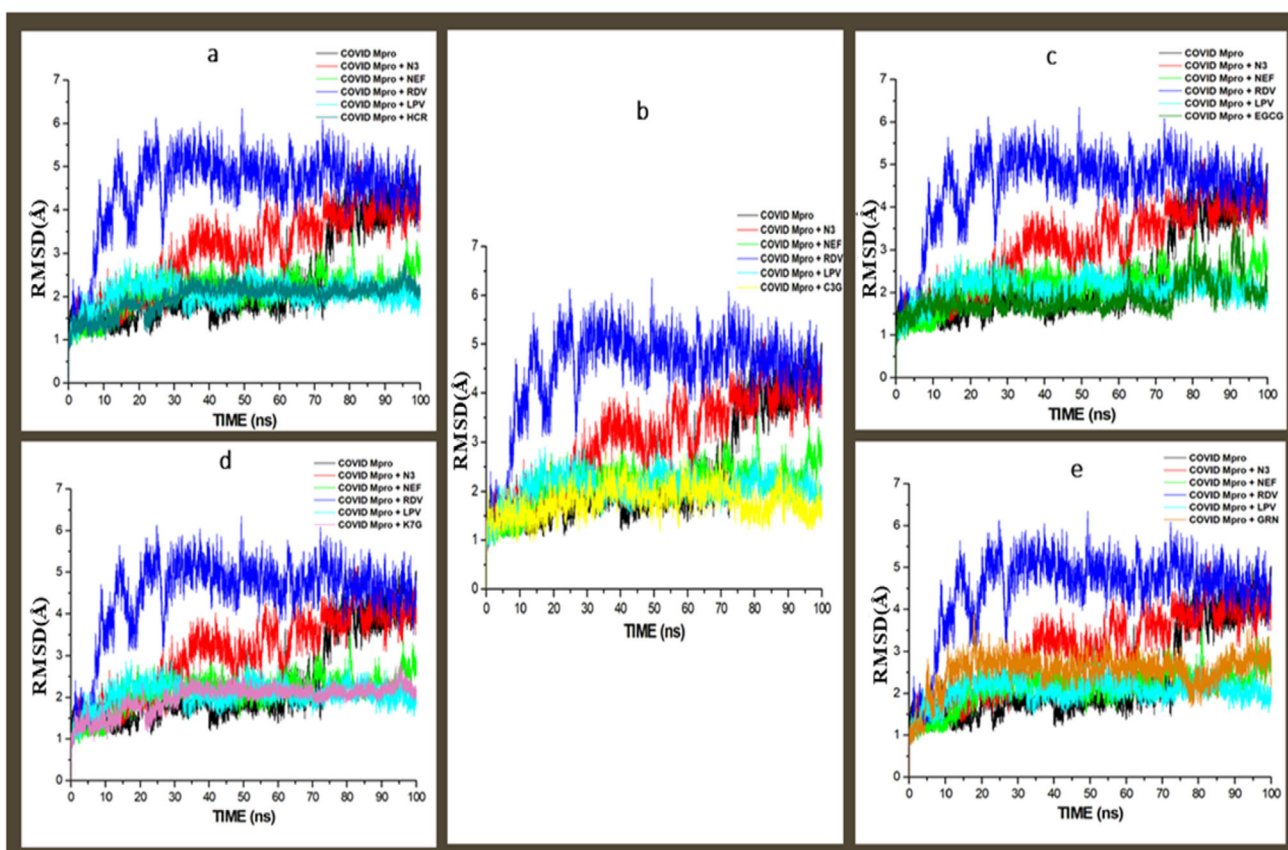 a
COVID Mpro
COVID Mpro + N3
COVID Mpro + NEF
COVID Mpro + RDV
COVID Mpro + LPV
COVID Mpro + HCR
7
6
5
4
3
2
1
0
RMSD(Å)
0 10 20 30 40 50 60 70 80 90 100
TIME (ns)
b
COVID Mpro
COVID Mpro + N3
COVID Mpro + NEF
COVID Mpro + RDV
COVID Mpro + LPV
COVID Mpro + C3G
7
6
5
4
3
2
1
0
RMSD(Å)
0 10 20 30 40 50 60 70 80 90 100
TIME (ns)
c
COVID Mpro
COVID Mpro + N3
COVID Mpro + NEF
COVID Mpro + RDV
COVID Mpro + LPV
COVID Mpro + EGCG
7
6
5
4
3
2
1
0
RMSD(Å)
0 10 20 30 40 50 60 70 80 90 100
TIME (ns)
d
COVID Mpro
COVID Mpro + N3
COVID Mpro + NEF
COVID Mpro + RDV
COVID Mpro + LPV
COVID Mpro + K7G
7
6
5
4
3
2
1
0
RMSD(Å)
0 10 20 30 40 50 60 70 80 90 100
TIME (ns)
e
COVID Mpro
COVID Mpro + N3
COVID Mpro + NEF
COVID Mpro + RDV
COVID Mpro + LPV
COVID Mpro + GRN
7
6
5
4
3
2
1
0
RMSD(Å)
0 10 20 30 40 50 60 70 80 90 100
TIME (ns)